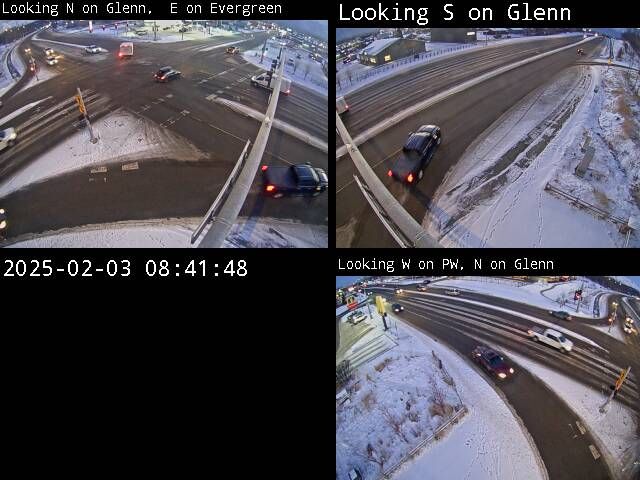 Looking N on Glenn,  E on Evergreen
Looking S on Glenn
2025-02-03 08:41:48
Looking W on PW, N on Glenn